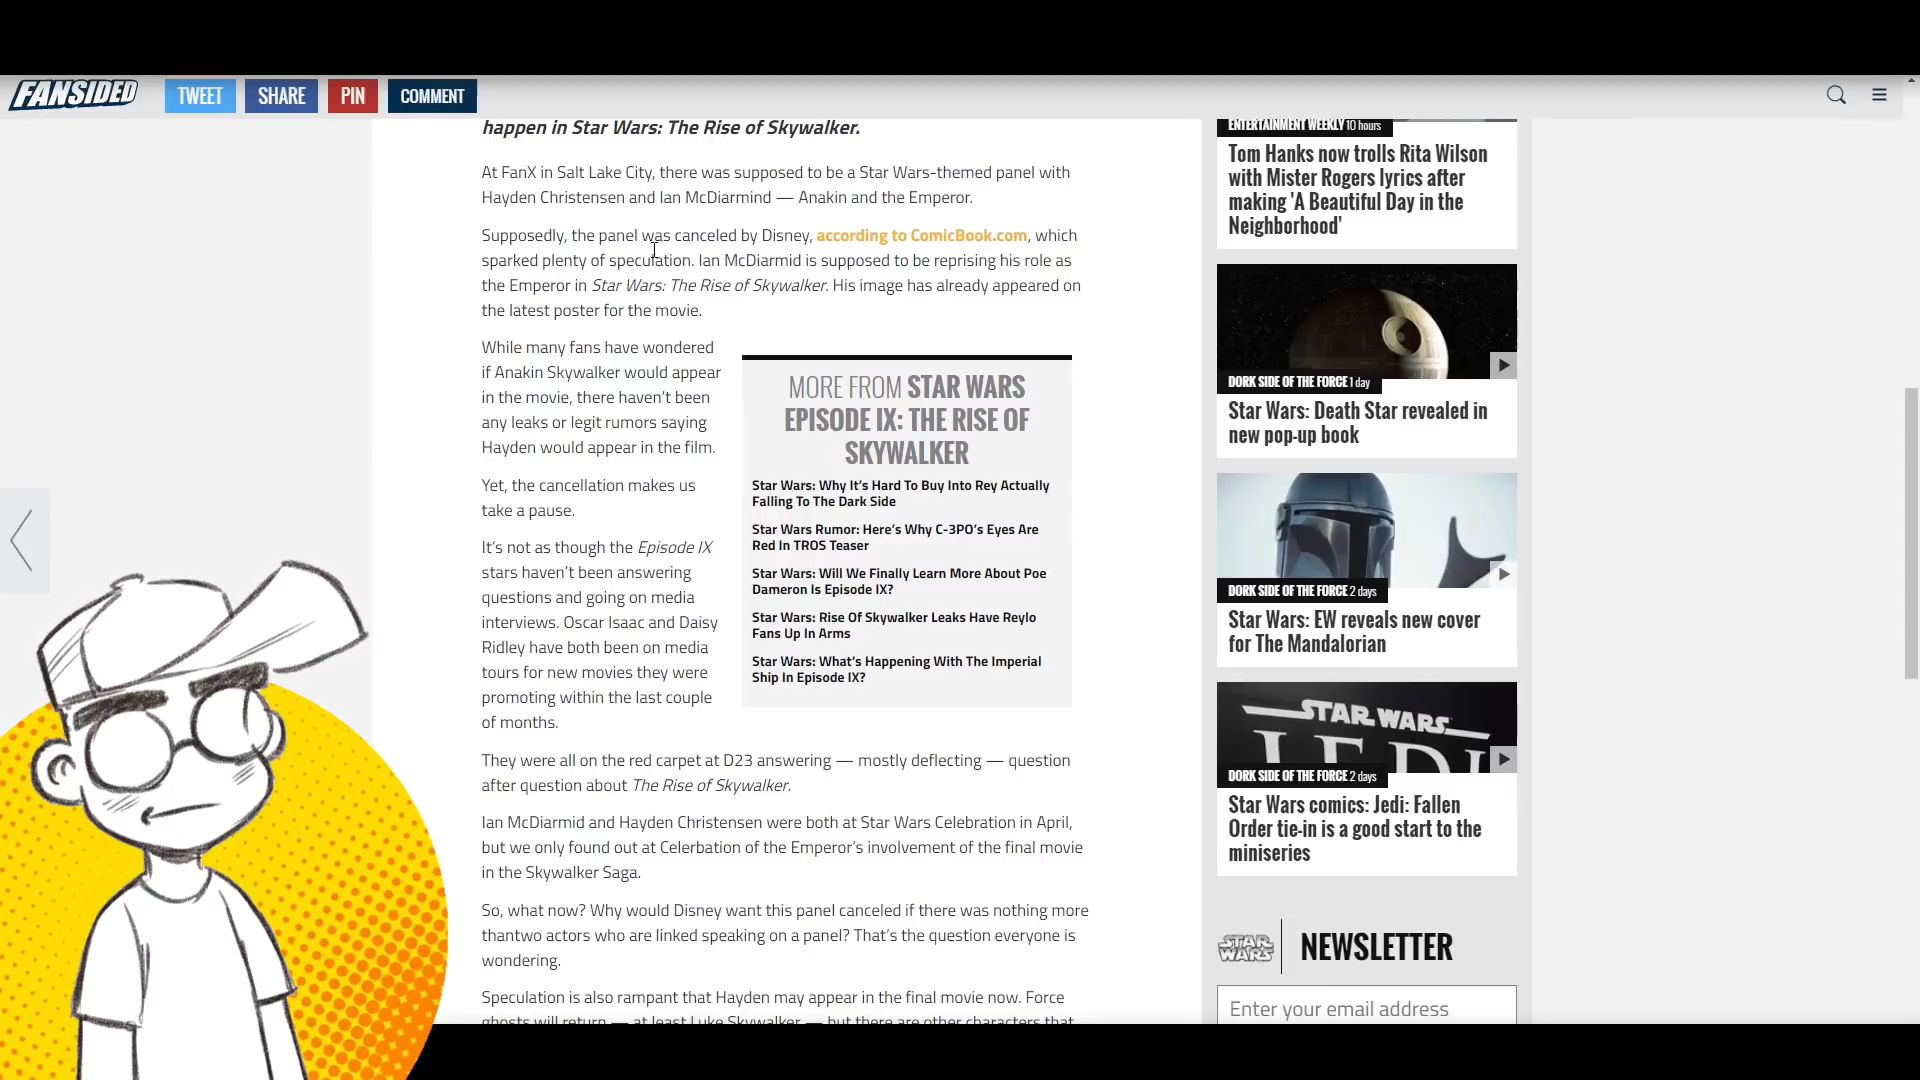 FANSIDED
TWEET
SHARE
PIN
COMMENT
happen in Star Wars: The Rise of Skywalker.
At FanX in Salt Lake City, there was supposed to be a Star Wars-themed panel with
Hayden Christensen and Ian McDiarmind — Anakin and the Emperor.
Supposedly, the panel was canceled by Disney, according to ComicBook.com, which
sparked plenty of speculation. Ian McDiarmid is supposed to be reprising his role as
the Emperor in Star Wars: The Rise of Skywalker. His image has already appeared on
the latest poster for the movie.
While many fans have wondered
if Anakin Skywalker would appear
in the movie, there haven't been
any leaks or legit rumors saying
Hayden would appear in the film.
Yet, the cancellation makes us
take a pause.
It's not as though the Episode IX
stars haven't been answering
questions and going on media
interviews. Oscar Isaac and Daisy
Ridley have both been on media
tours for new movies they were
promoting within the last couple
of months.
MORE FROM STAR WARS
EPISODE IX: THE RISE OF
SKYWALKER
Star Wars: Why It's Hard To Buy Into Rey Actually
Falling To The Dark Side
Star Wars Rumor: Here's Why C-3PO's Eyes Are
Red In TROS Teaser
Star Wars: Will We Finally Learn More About Poe
Dameron Is Episode IX?
Star Wars: Rise Of Skywalker Leaks Have Reylo
Fans Up In Arms
Star Wars: What's Happening With The Imperial
Ship In Episode IX?
They were all on the red carpet at D23 answering — mostly deflecting — question
after question about The Rise of Skywalker.
Ian McDiarmid and Hayden Christensen were both at Star Wars Celebration in April,
but we only found out at Celerbation of the Emperor's involvement of the final movie
in the Skywalker Saga.
So, what now? Why would Disney want this panel canceled if there was nothing more
thantwo actors who are linked speaking on a panel? That's the question everyone is
wondering.
Speculation is also rampant that Hayden may appear in the final movie now. Force
ghosts will return — at least Luke Skywalker — but there are other characters that
ENTERTAINMENT WEEKLY 10 hours
Tom Hanks now trolls Rita Wilson
with Mister Rogers lyrics after
making 'A Beautiful Day in the
Neighborhood'
DORK SIDE OF THE FORCE 1 day
Star Wars: Death Star revealed in
new pop-up book
DORK SIDE OF THE FORCE 2 days
Star Wars: EW reveals new cover
for The Mandalorian
STAR WARS
JEDI
DORK SIDE OF THE FORCE 2 days
Star Wars comics: Jedi: Fallen
Order tie-in is a good start to the
miniseries
STAR WARS
NEWSLETTER
Enter your email address